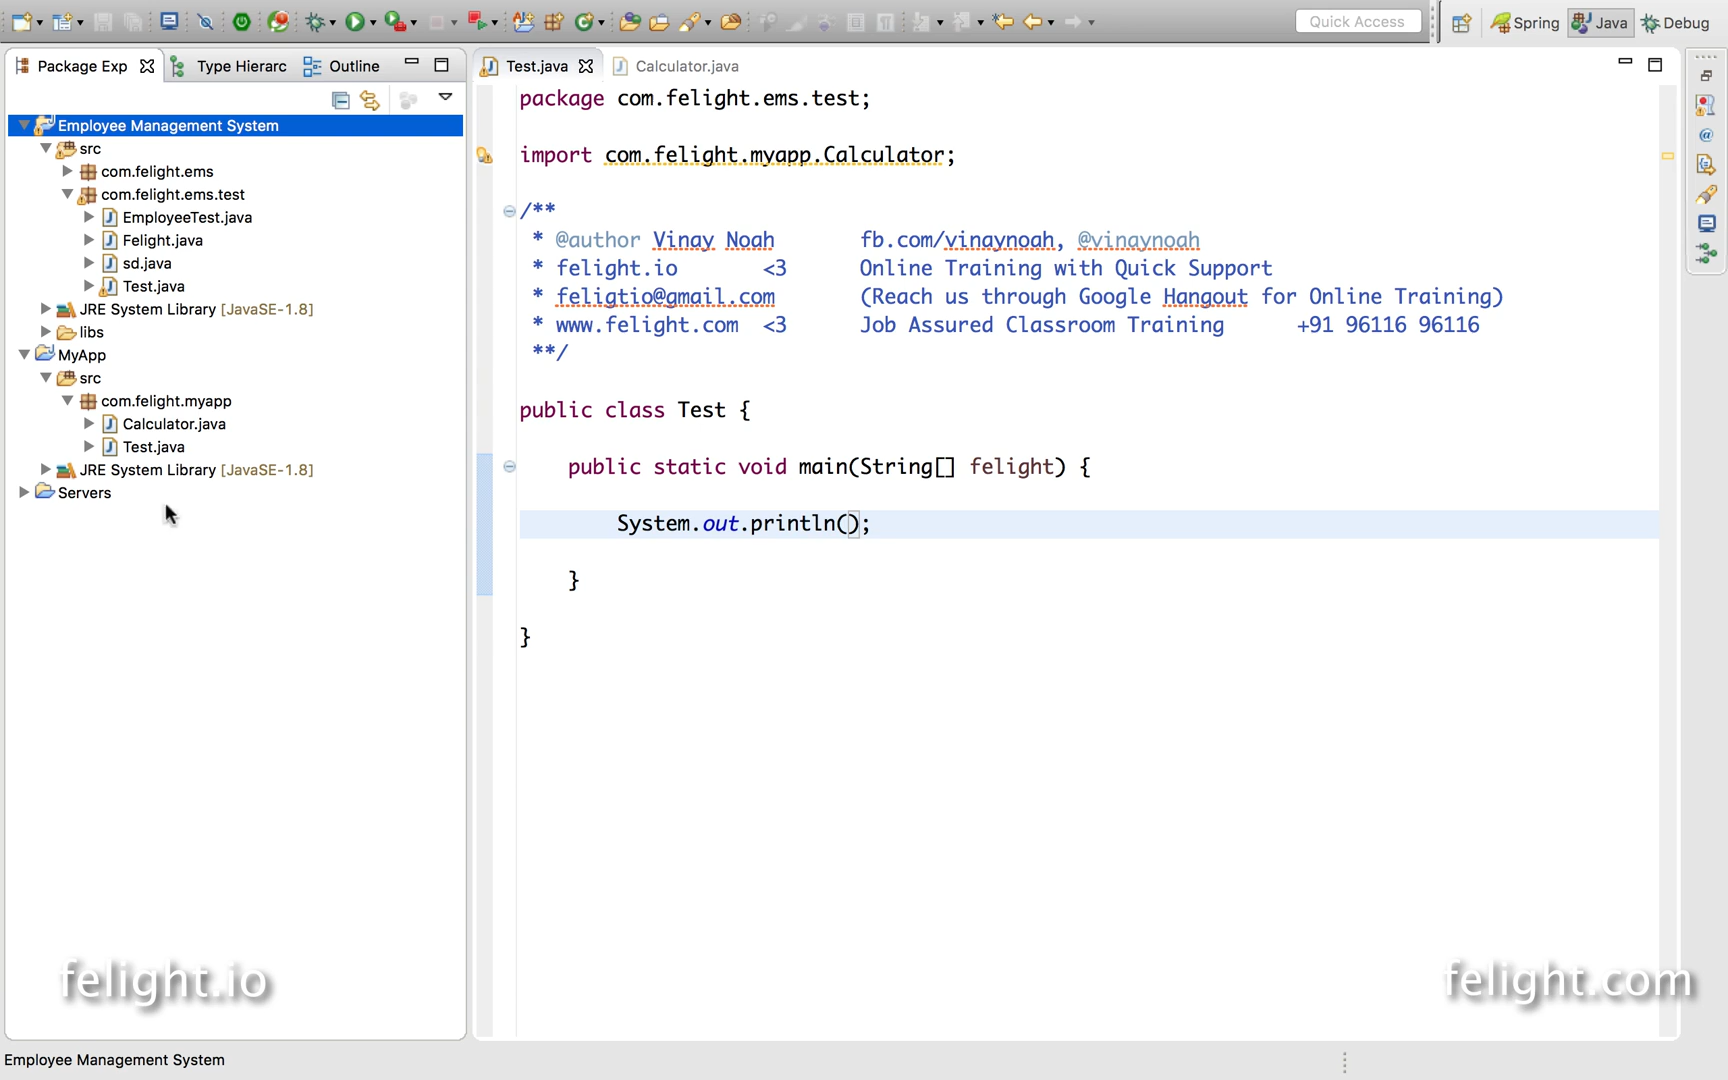 Quick Access
Spring
Java
Debug
Package Exp
Type Hierarc
Outline
Employee Management System
src
com.felight.ems
com.felight.ems.test
EmployeeTest.java
Felight.java
sd.java
Test.java
JRE System Library [JavaSE-1.8]
libs
MyApp
src
com.felight.myapp
Calculator.java
Test.java
JRE System Library [JavaSE-1.8]
Servers
Test.java
Calculator.java
package com.felight.ems.test;
import com.felight.myapp.Calculator;
/**
* @author Vinay Noah fb.com/vinaynoah, @vinaynoah
* felight.io <3 Online Training with Quick Support
* feligtio@gmail.com (Reach us through Google Hangout for Online Training)
* www.felight.com <3 Job Assured Classroom Training +91 96116 96116
**/
public class Test {
public static void main(String[] felight) {
System.out.println();
}
}
felight.io
felight.com
Employee Management System